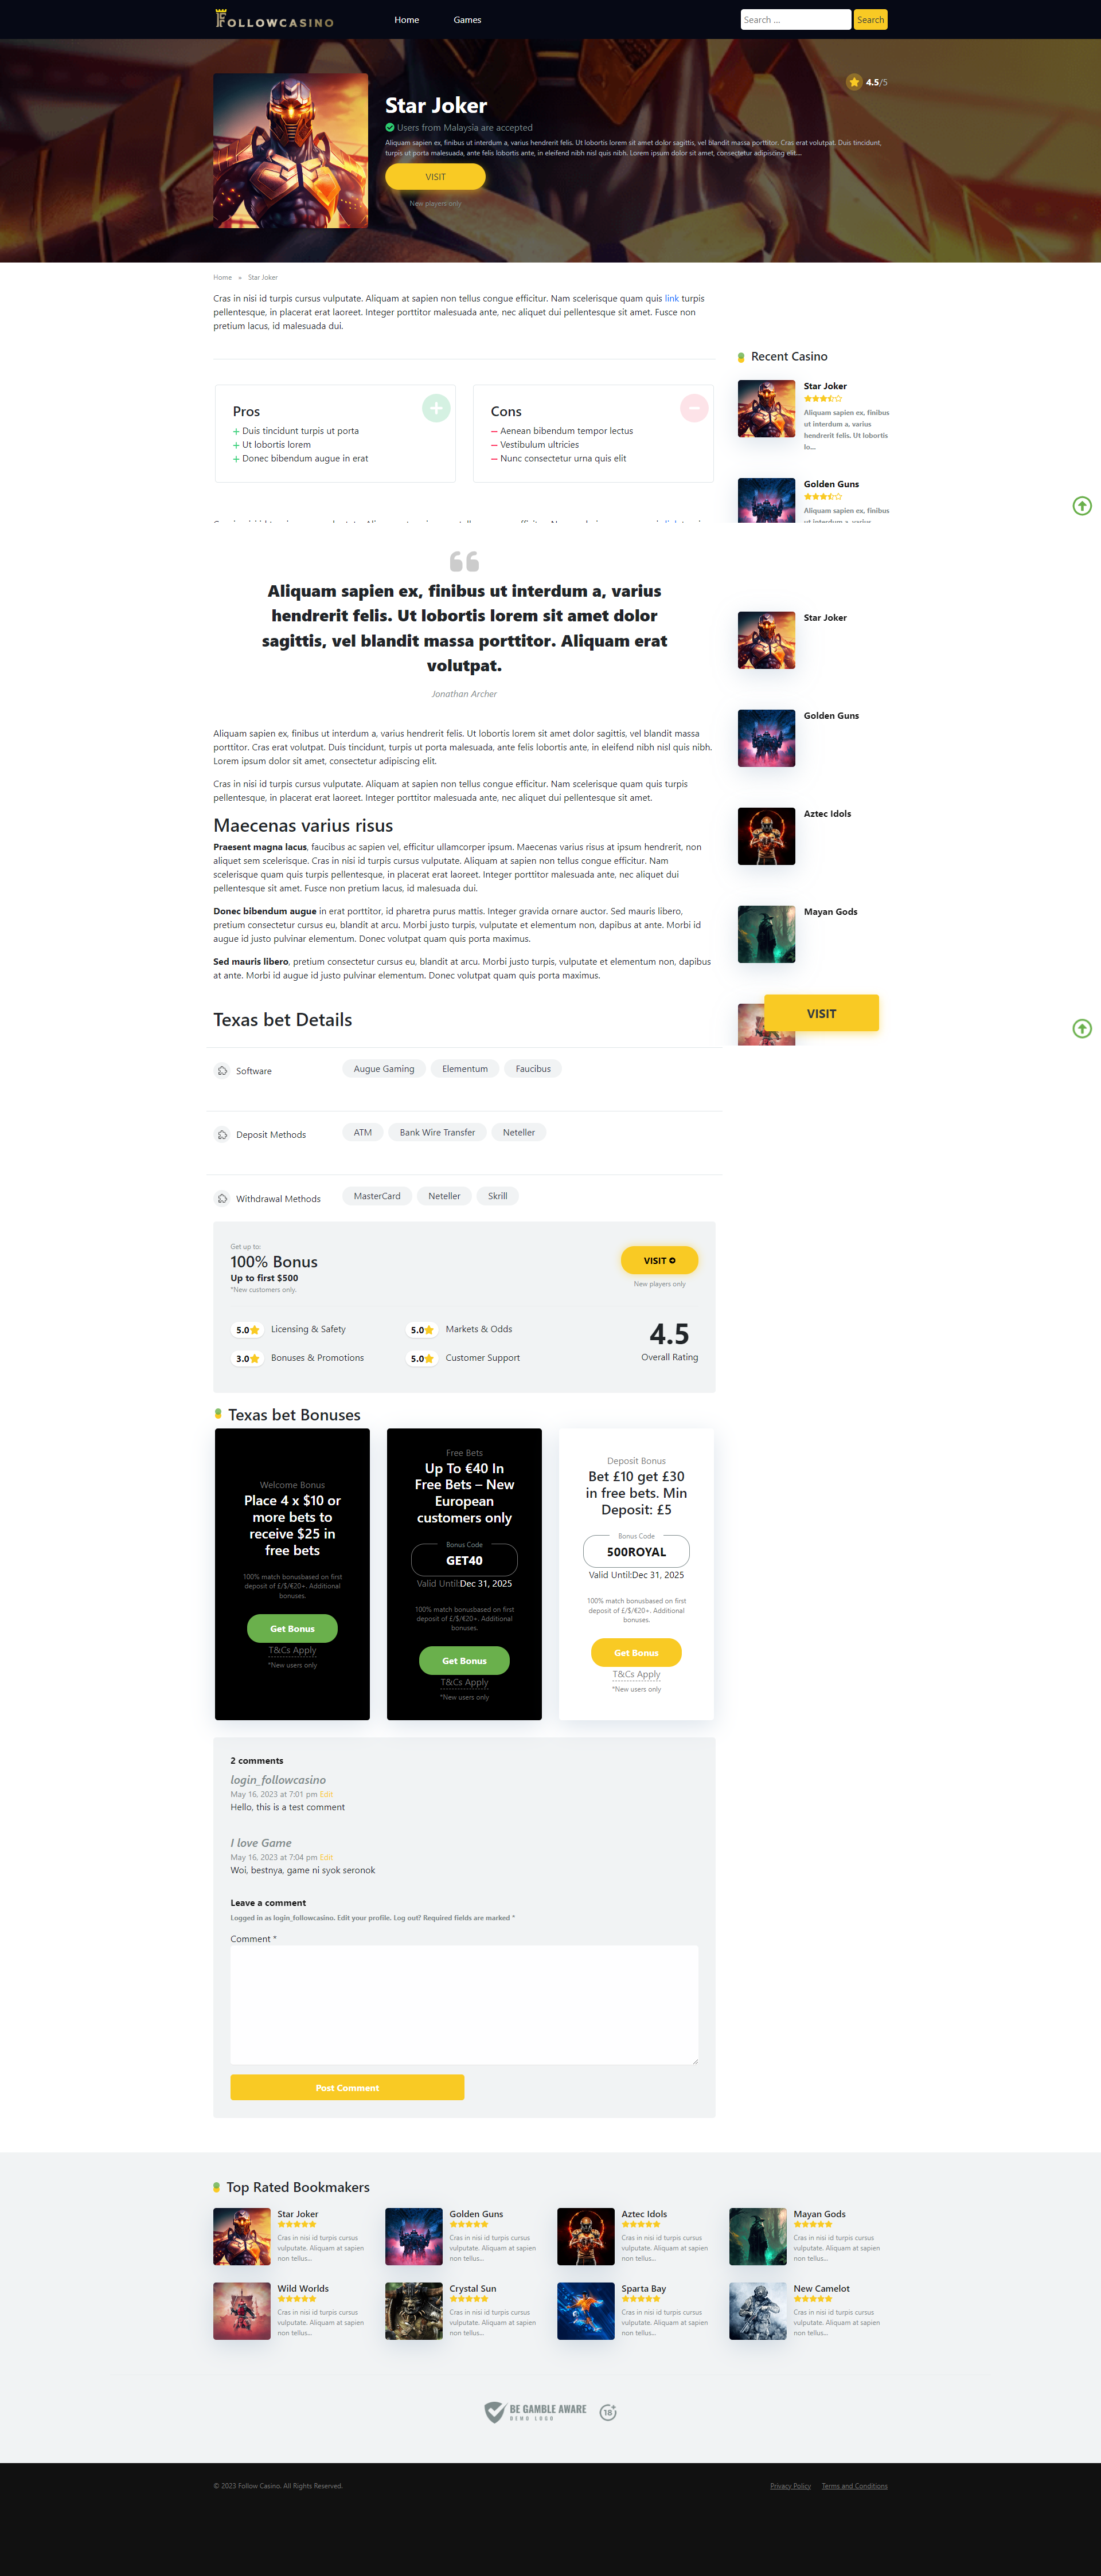 FOLLOWCASINO
Home
Games
Search ...
Search
4.5/5
Star Joker
Users from Malaysia are accepted
Aliquam sapien ex, finibus ut interdum a, varius hendrerit felis. Ut lobortis lorem sit amet dolor sagittis, vel blandit massa porttitor. Cras erat volutpat. Duis tincidunt,
turpis ut porta malesuada, ante felis lobortis ante, in eleifend nibh nisl quis nibh. Lorem ipsum dolor sit amet, consectetur adipiscing elit....
VISIT
New players only
Home » Star Joker
Cras in nisi id turpis cursus vulputate. Aliquam at sapien non tellus congue efficitur. Nam scelerisque quam quis link turpis
pellentesque, in placerat erat laoreet. Integer porttitor malesuada ante, nec aliquet dui pellentesque sit amet. Fusce non
pretium lacus, id malesuada dui.
Pros
Duis tincidunt turpis ut porta
Ut lobortis lorem
Donec bibendum augue in erat
Cons
Aenean bibendum tempor lectus
Vestibulum ultricies
Nunc consectetur urna quis elit
Recent Casino
Star Joker
Aliquam sapien ex, finibus
ut interdum a, varius
hendrerit felis. Ut lobortis
lo...
Golden Guns
Aliquam sapien ex, finibus
Aliquam sapien ex, finibus ut interdum a, varius
hendrerit felis. Ut lobortis lorem sit amet dolor
sagittis, vel blandit massa porttitor. Aliquam erat
volutpat.
Jonathan Archer
Aliquam sapien ex, finibus ut interdum a, varius hendrerit felis. Ut lobortis lorem sit amet dolor sagittis, vel blandit massa
porttitor. Cras erat volutpat. Duis tincidunt, turpis ut porta malesuada, ante felis lobortis ante, in eleifend nibh nisl quis nibh.
Lorem ipsum dolor sit amet, consectetur adipiscing elit.
Cras in nisi id turpis cursus vulputate. Aliquam at sapien non tellus congue efficitur. Nam scelerisque quam quis turpis
pellentesque, in placerat erat laoreet. Integer porttitor malesuada ante, nec aliquet dui pellentesque sit amet.
Maecenas varius risus
Praesent magna lacus, faucibus ac sapien vel, efficitur ullamcorper ipsum. Maecenas varius risus at ipsum hendrerit, non
aliquet sem scelerisque. Cras in nisi id turpis cursus vulputate. Aliquam at sapien non tellus congue efficitur. Nam
scelerisque quam quis turpis pellentesque, in placerat erat laoreet. Integer porttitor malesuada ante, nec aliquet dui
pellentesque sit amet. Fusce non pretium lacus, id malesuada dui.
Donec bibendum augue in erat porttitor, id pharetra purus mattis. Integer gravida ornare auctor. Sed mauris libero,
pretium consectetur cursus eu, blandit at arcu. Morbi justo turpis, vulputate et elementum non, dapibus at ante. Morbi id
augue id justo pulvinar elementum. Donec volutpat quam quis porta maximus.
Sed mauris libero, pretium consectetur cursus eu, blandit at arcu. Morbi justo turpis, vulputate et elementum non, dapibus
at ante. Morbi id augue id justo pulvinar elementum. Donec volutpat quam quis porta maximus.
Star Joker
Golden Guns
Aztec Idols
Mayan Gods
VISIT
Texas bet Details
Software
Augue Gaming
Elementum
Faucibus
Deposit Methods
ATM
Bank Wire Transfer
Neteller
Withdrawal Methods
MasterCard
Neteller
Skrill
Get up to:
100% Bonus
Up to first $500
*New customers only.
VISIT
New players only
5.0 Licensing & Safety
5.0 Markets & Odds
3.0 Bonuses & Promotions
5.0 Customer Support
4.5
Overall Rating
Texas bet Bonuses
Welcome Bonus
Place 4 x $10 or
more bets to
receive $25 in
free bets
100% match bonusbased on first
deposit of £/$/€20+. Additional
bonuses.
Get Bonus
T&Cs Apply
*New users only
Free Bets
Up To €40 In
Free Bets – New
European
customers only
Bonus Code
GET40
Valid Until:Dec 31, 2025
100% match bonusbased on first
deposit of £/$/€20+. Additional
bonuses.
Get Bonus
T&Cs Apply
*New users only
Deposit Bonus
Bet £10 get £30
in free bets. Min
Deposit: £5
Bonus Code
500ROYAL
Valid Until:Dec 31, 2025
100% match bonusbased on first
deposit of £/$/€20+. Additional
bonuses.
Get Bonus
T&Cs Apply
*New users only
2 comments
login_followcasino
May 16, 2023 at 7:01 pm Edit
Hello, this is a test comment
I love Game
May 16, 2023 at 7:04 pm Edit
Woi, bestnya, game ni syok seronok
Leave a comment
Logged in as login_followcasino. Edit your profile. Log out? Required fields are marked *
Comment *
Post Comment
Top Rated Bookmakers
Star Joker
Cras in nisi id turpis cursus
vulputate. Aliquam at sapien
non tellus...
Golden Guns
Cras in nisi id turpis cursus
vulputate. Aliquam at sapien
non tellus...
Aztec Idols
Cras in nisi id turpis cursus
vulputate. Aliquam at sapien
non tellus...
Mayan Gods
Cras in nisi id turpis cursus
vulputate. Aliquam at sapien
non tellus...
Wild Worlds
Cras in nisi id turpis cursus
vulputate. Aliquam at sapien
non tellus...
Crystal Sun
Cras in nisi id turpis cursus
vulputate. Aliquam at sapien
non tellus...
Sparta Bay
Cras in nisi id turpis cursus
vulputate. Aliquam at sapien
non tellus...
New Camelot
Cras in nisi id turpis cursus
vulputate. Aliquam at sapien
non tellus...
BE GAMBLE AWARE
DEMO LOGO
18+
© 2023 Follow Casino. All Rights Reserved.
Privacy Policy
Terms and Conditions